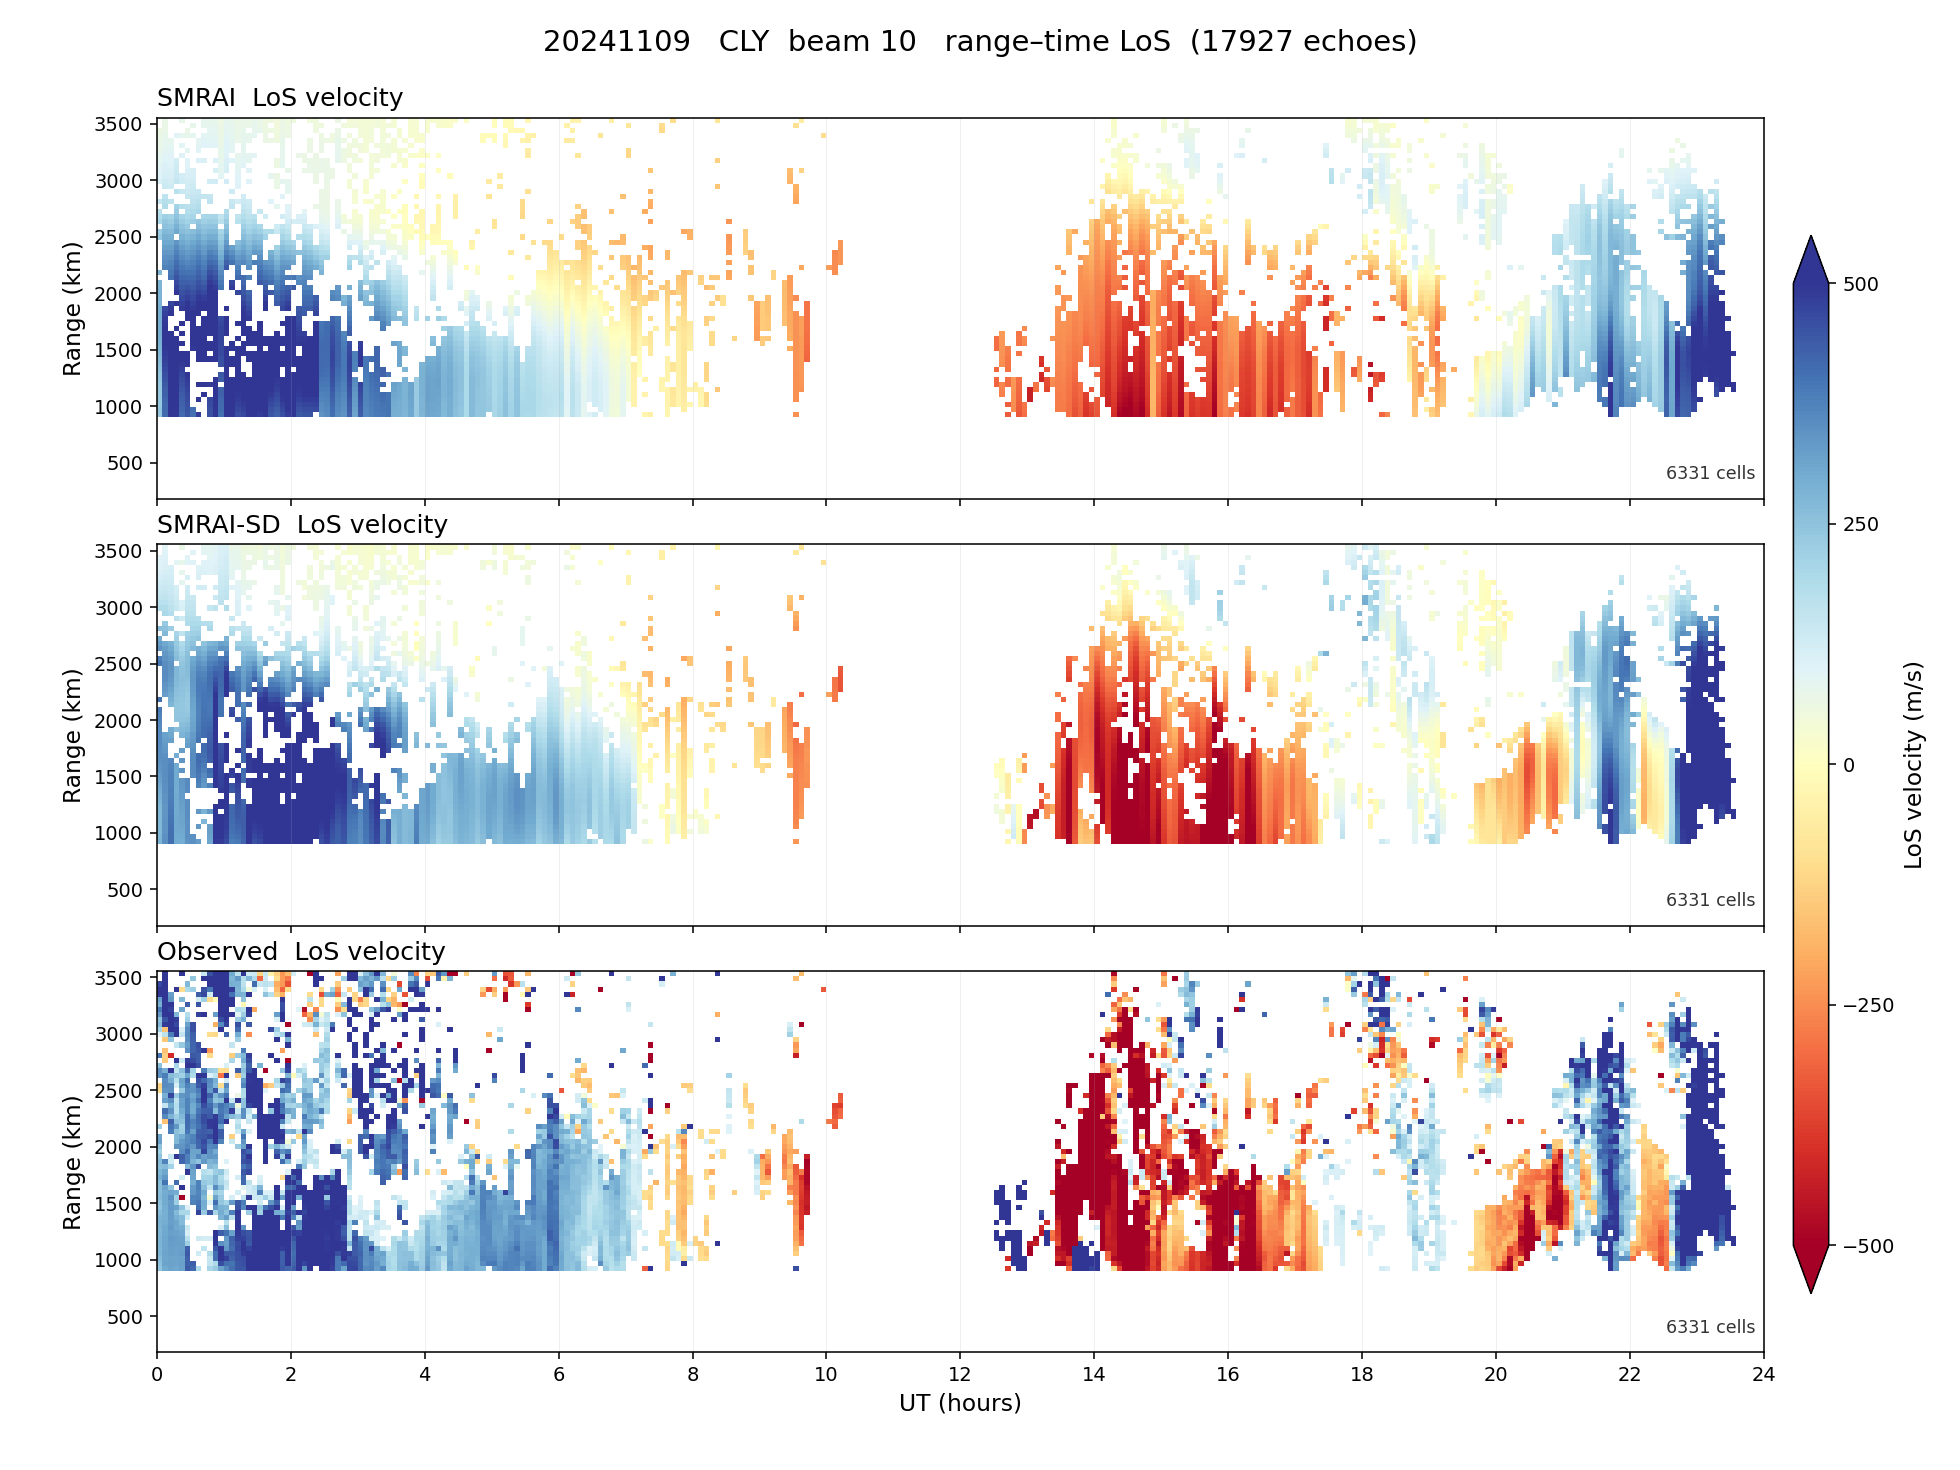 20241109   CLY  beam 10   range–time LoS  (17927 echoes)
SMRAI  LoS velocity
3500
3000
2500
2000
1500
1000
500
Range (km)
6331 cells
SMRAI-SD  LoS velocity
3500
3000
2500
2000
1500
1000
500
Range (km)
6331 cells
Observed  LoS velocity
3500
3000
2500
2000
1500
1000
500
Range (km)
6331 cells
0 2 4 6 8 10 12 14 16 18 20 22 24
UT (hours)
500
250
0
−250
−500
LoS velocity (m/s)